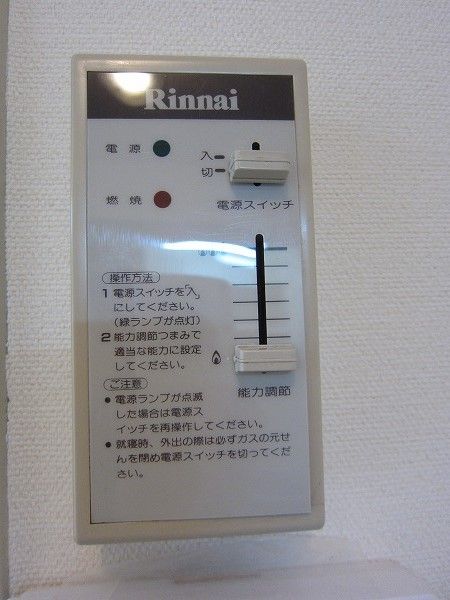 Rinnai
電源
入
切
燃焼
電源スイッチ
操作方法
1 電源スイッチを「入」
にしてください。
(緑ランプが点灯)
2 能力調節つまみで
適当な能力に設定
してください。
能力調節
ご注意
● 電源ランプが点滅
した場合は電源ス
イッチを再操作してください。
● 就寝時、外出の際は必ずガスの元せ
んを閉め電源スイッチを切ってくだ
さい。